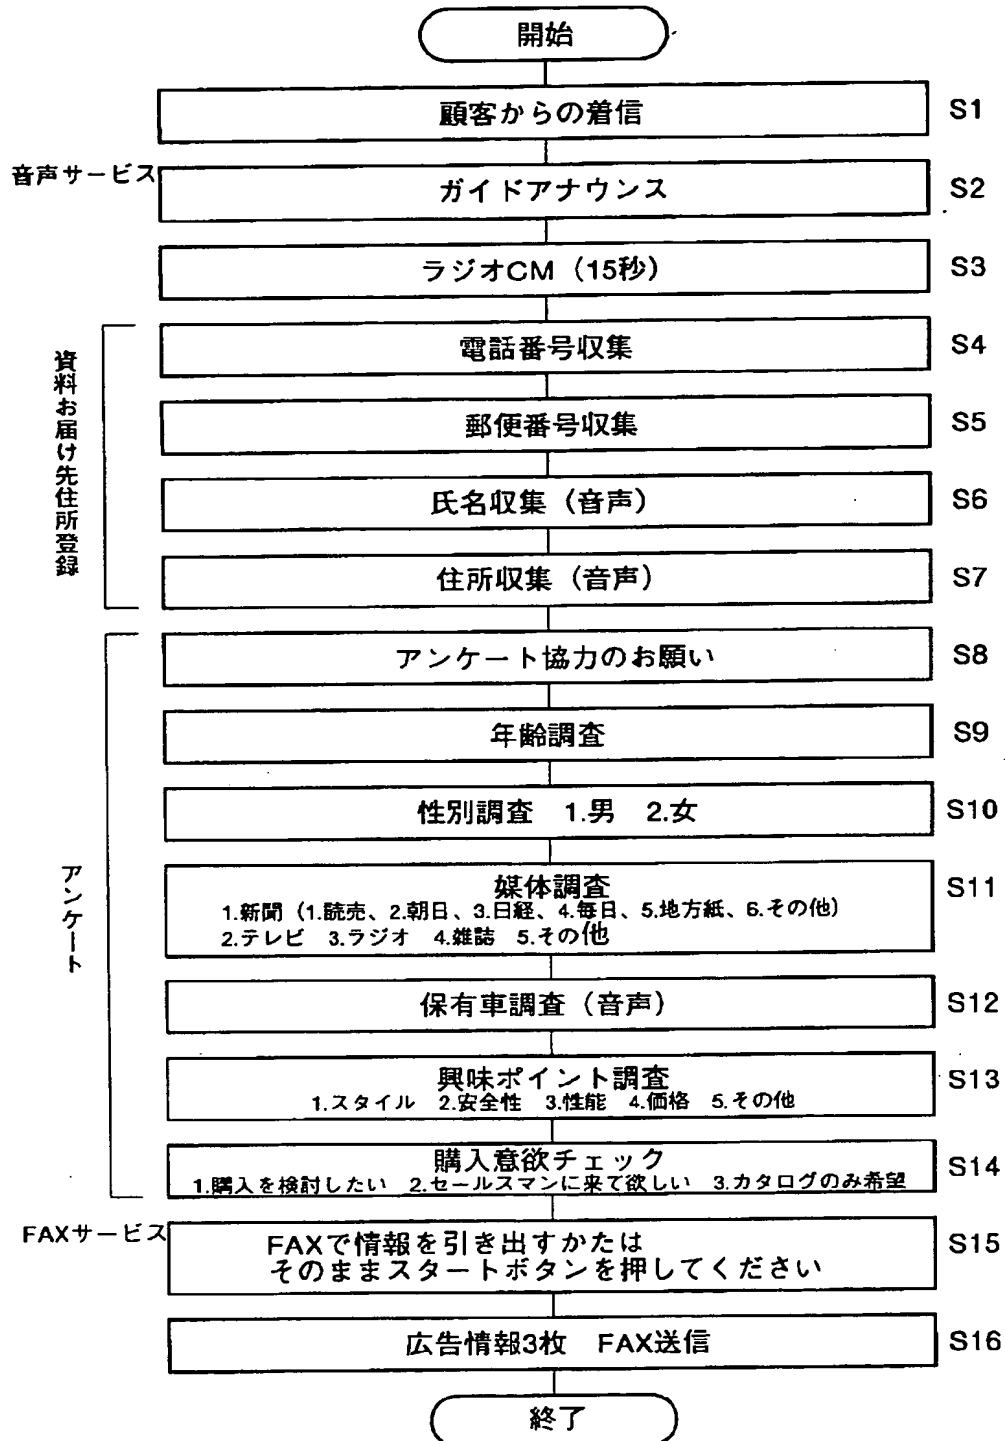 開始
顧客からの着信 S1
音声サービス
ガイドアナウンス S2
ラジオCM（15秒） S3
資料お届け先住所登録
電話番号収集 S4
郵便番号収集 S5
氏名収集（音声） S6
住所収集（音声） S7
アンケート
アンケート協力のお願い S8
年齢調査 S9
性別調査　1.男　2.女 S10
媒体調査 S11
1.新聞（1.読売、2.朝日、3.日経、4.毎日、5.地方紙、6.その他）
2.テレビ　3.ラジオ　4.雑誌　5.その他
保有車調査（音声） S12
興味ポイント調査 S13
1.スタイル　2.安全性　3.性能　4.価格　5.その他
購入意欲チェック S14
1.購入を検討したい　2.セールスマンに来て欲しい　3.カタログのみ希望
FAXサービス
FAXで情報を引き出すかたは S15
そのままスタートボタンを押してください
広告情報3枚　FAX送信 S16
終了